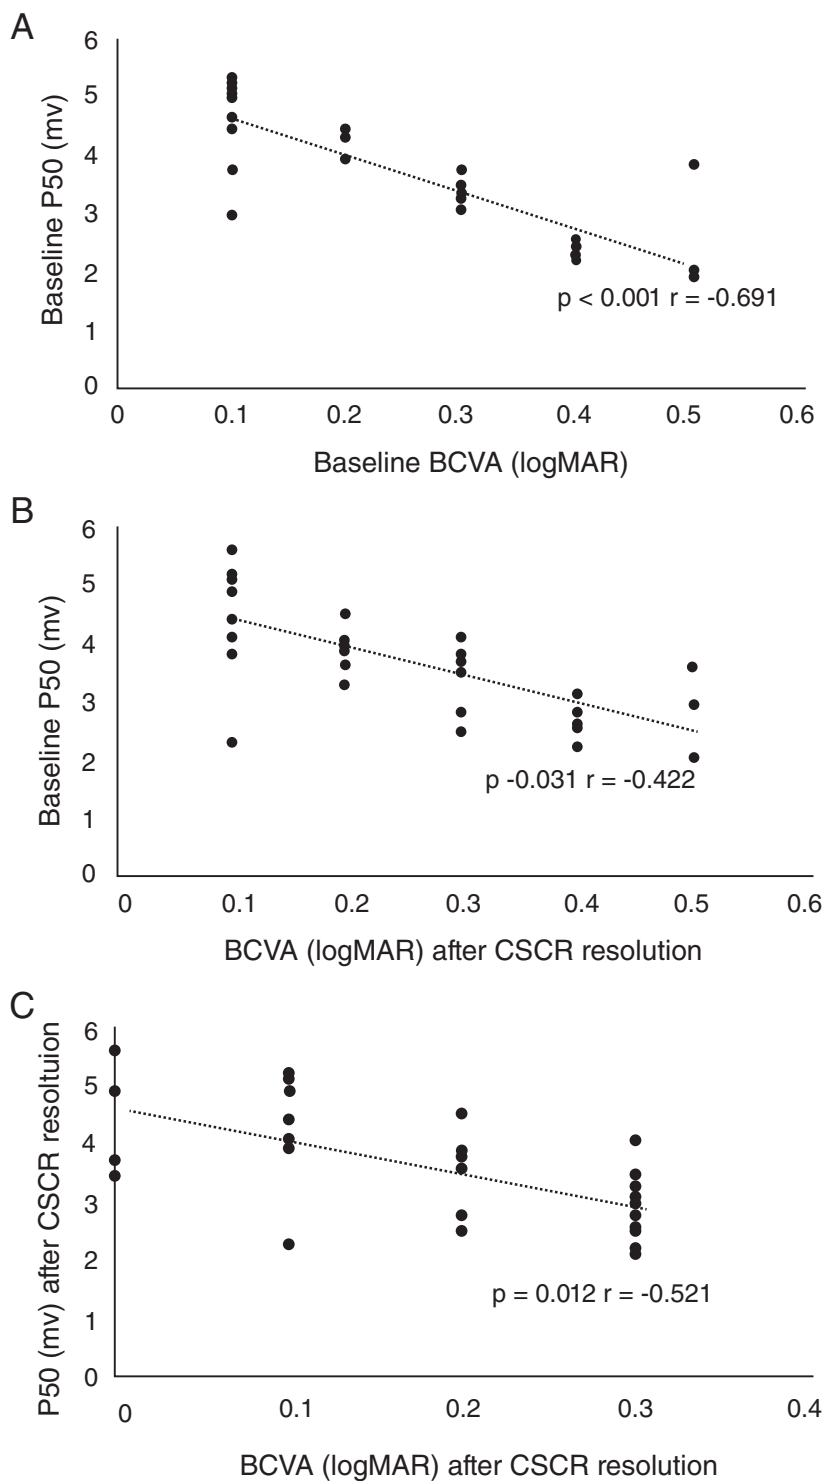 A
6
5
4
3
2
1
0
Baseline P50 (mv)
p < 0.001 r = -0.691
0 0.1 0.2 0.3 0.4 0.5 0.6
Baseline BCVA (logMAR)
B
6
5
4
3
2
1
0
Baseline P50 (mv)
p -0.031 r = -0.422
0 0.1 0.2 0.3 0.4 0.5 0.6
BCVA (logMAR) after CSCR resolution
C
6
5
4
3
2
1
0
P50 (mv) after CSCR resoltuion
p = 0.012 r = -0.521
0 0.1 0.2 0.3 0.4
BCVA (logMAR) after CSCR resolution